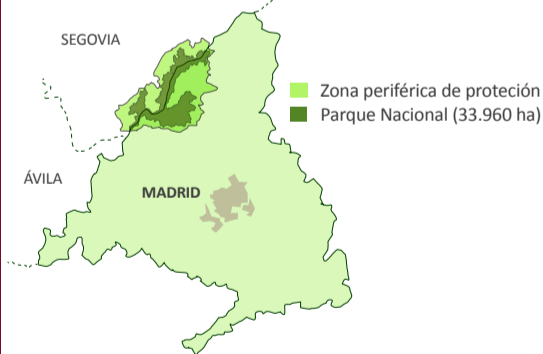 SEGOVIA
Zona periférica de proteción
Parque Nacional (33.960 ha)
ÁVILA
MADRID